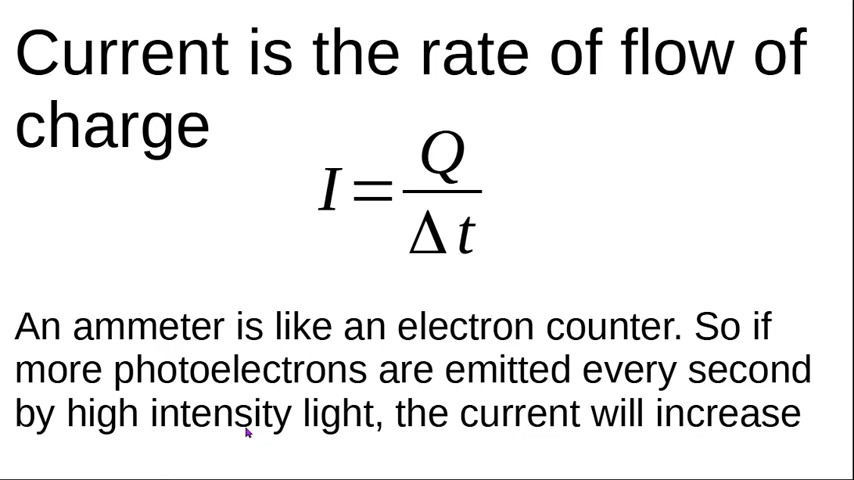 Current is the rate of flow of
charge
I = Q / Δ t
An ammeter is like an electron counter. So if
more photoelectrons are emitted every second
by high intensity light, the current will increase